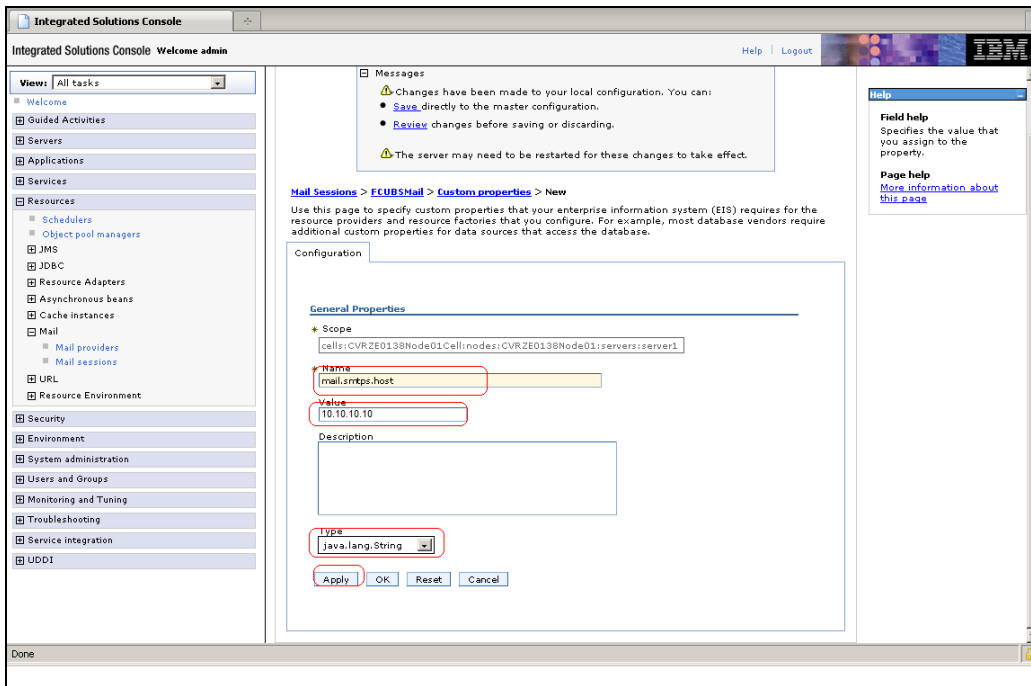 Integrated Solutions Console
Integrated Solutions Console Welcome admin
Help Logout
IBM
View: All tasks
Welcome
Guided Activities
Servers
Applications
Services
Resources
Schedulers
Object pool managers
JMS
JDBC
Resource Adapters
Asynchronous beans
Cache instances
Mail
Mail providers
Mail sessions
URL
Resource Environment
Security
Environment
System administration
Users and Groups
Monitoring and Tuning
Troubleshooting
Service integration
UDDI
Messages
Changes have been made to your local configuration. You can:
Save directly to the master configuration.
Review changes before saving or discarding.
The server may need to be restarted for these changes to take effect.
Mail Sessions > FCUBSMail > Custom properties > New
Use this page to specify custom properties that your enterprise information system (EIS) requires for the
resource providers and resource factories that you configure. For example, most database vendors require
additional custom properties for data sources that access the database.
Configuration
General Properties
* Scope
cells:CVRZE0138Node01Cell:nodes:CVRZE0138Node01:servers:server1
* Name
mail.smtps.host
Value
10.10.10.10
Description
Type
java.lang.String
Apply OK Reset Cancel
Help
Field help
Specifies the value that
you assign to the
property.
Page help
More information about
this page
Done